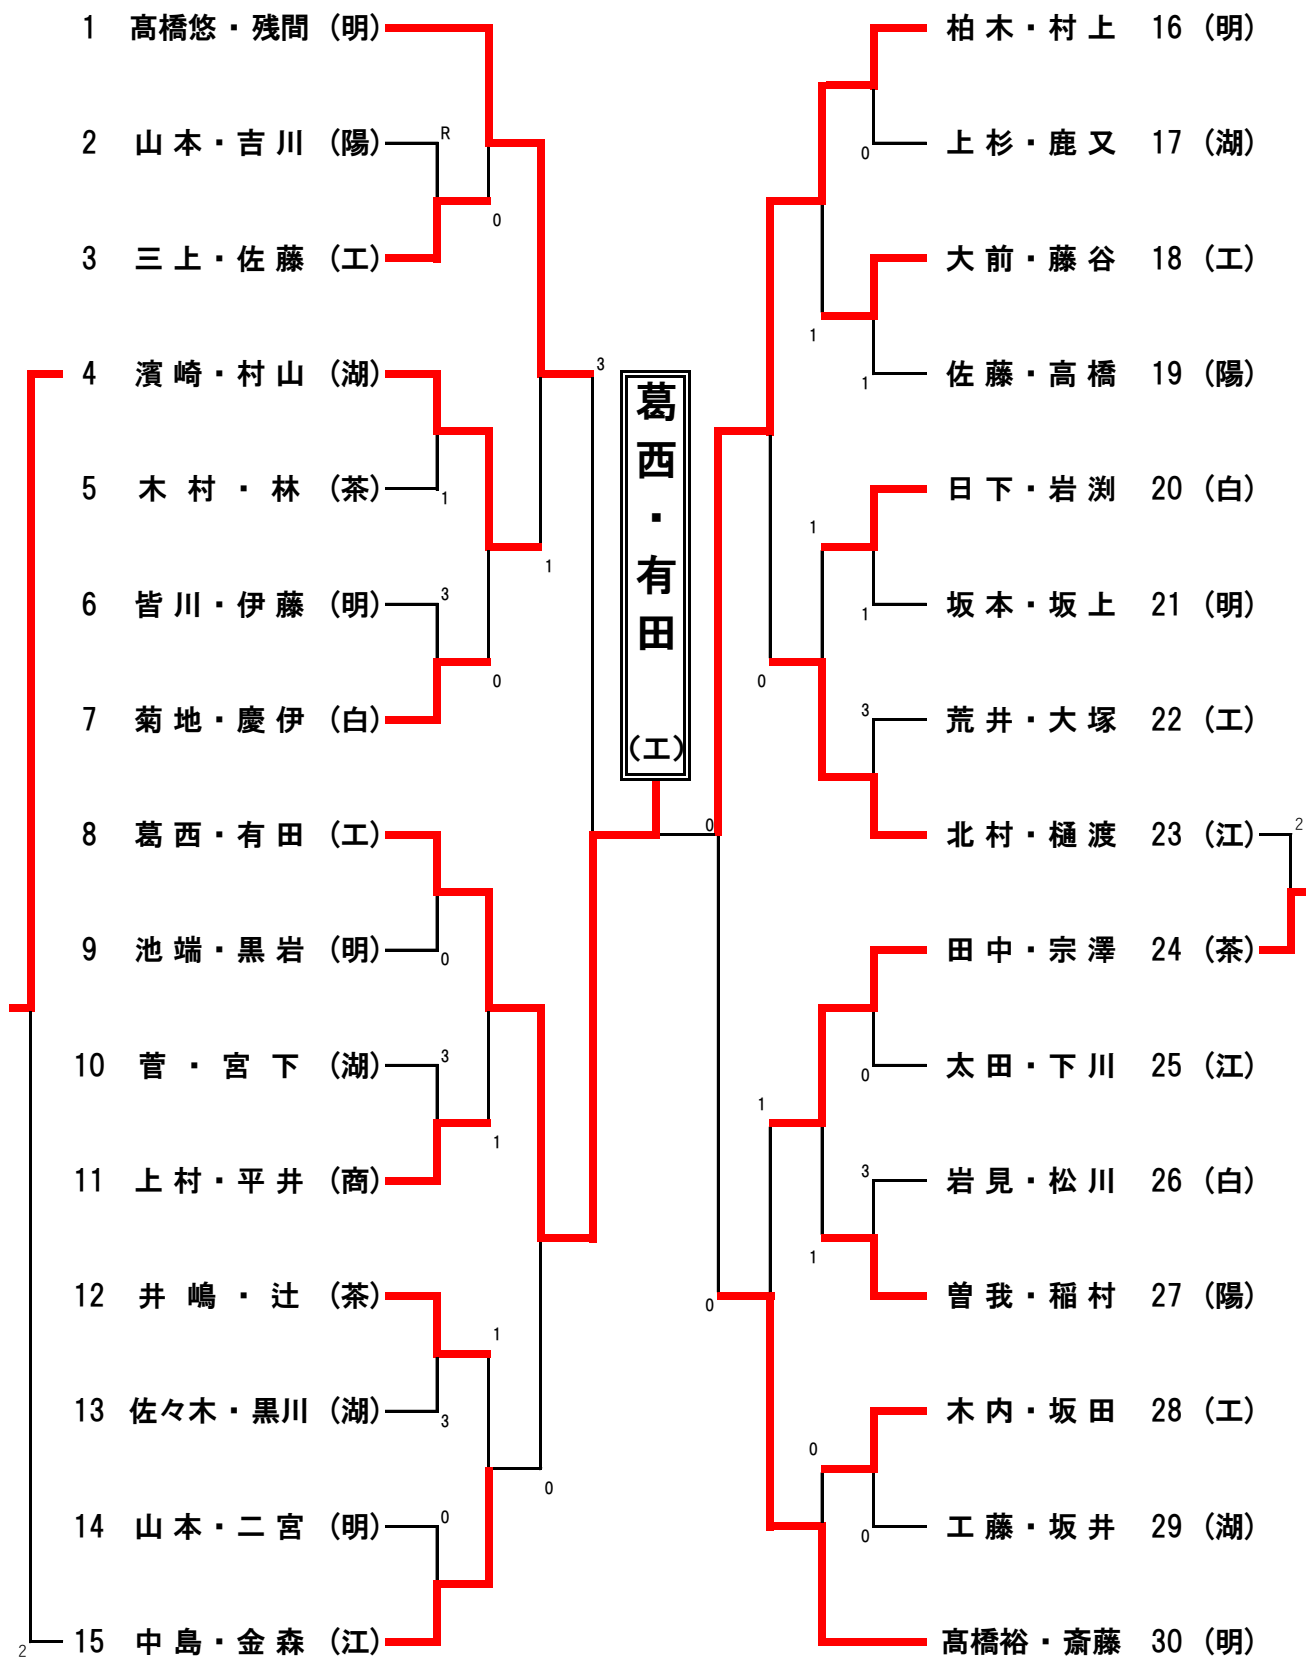 1 髙橋悠・残間 (明)
2 山本・吉川 (陽)
R
3 三上・佐藤 (工)
0
4 濱崎・村山 (湖)
3
5 木村・林 (茶)
1
1
6 皆川・伊藤 (明)
3
7 菊地・慶伊 (白)
0
8 葛西・有田 (工)
9 池端・黒岩 (明)
0
10 菅・宮下 (湖)
3
11 上村・平井 (商)
1
12 井嶋・辻 (茶)
1
13 佐々木・黒川 (湖)
3
0
14 山本・二宮 (明)
0
15 中島・金森 (江)
2
葛西・有田
(工)
柏木・村上 16 (明)
上杉・鹿又 17 (湖)
0
大前・藤谷 18 (工)
1
佐藤・高橋 19 (陽)
1
日下・岩渕 20 (白)
1
坂本・坂上 21 (明)
1
0
荒井・大塚 22 (工)
3
北村・樋渡 23 (江)
0
2
田中・宗澤 24 (茶)
太田・下川 25 (江)
0
1
岩見・松川 26 (白)
3
曽我・稲村 27 (陽)
1
0
木内・坂田 28 (工)
0
工藤・坂井 29 (湖)
0
髙橋裕・斎藤 30 (明)